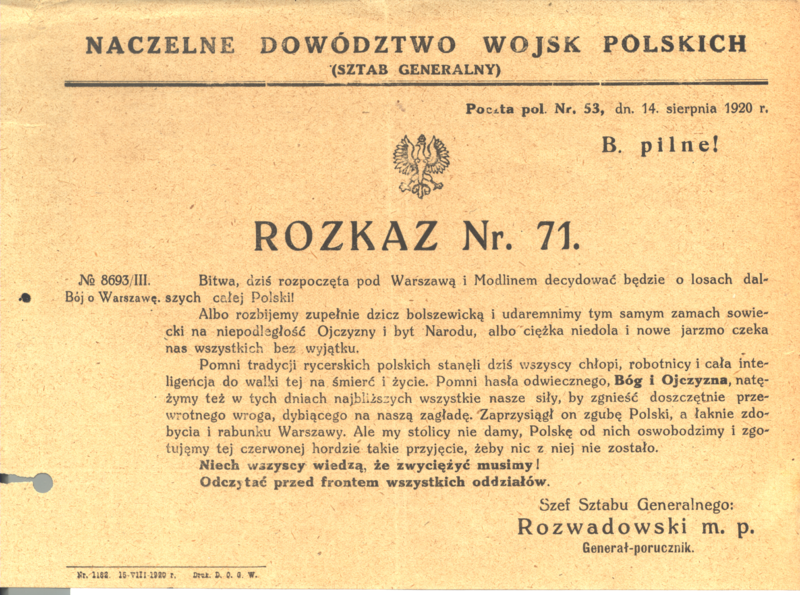 NACZELNE DOWÓDZTWO WOJSK POLSKICH
(SZTAB GENERALNY)
Poczta pol. Nr. 53, dn. 14. sierpnia 1920 r.
B. pilne!
ROZKAZ Nr. 71.
№ 8693/III. Bitwa, dziś rozpoczęta pod Warszawą i Modlinem decydować będzie o losach dal-
Bój o Warszawę. szych całej Polski!
Albo rozbijemy zupełnie dzicz bolszewicką i udaremnimy tym samym zamach sowie-
cki na niepodległość Ojczyzny i byt Narodu, albo ciężka niedola i nowe jarzmo czeka
nas wszystkich bez wyjątku.
Pomni tradycji rycerskich polskich stanęli dziś wszyscy chłopi, robotnicy i cała inte-
ligencja do walki tej na śmierć i życie. Pomni hasła odwiecznego, Bóg i Ojczyzna, natę-
żymy też w tych dniach najbliższych wszystkie nasze siły, by zgnieść doszczętnie prze-
wrotnego wroga, dybiącego na naszą zagładę. Zaprzysiągł on zgubę Polski, a łaknie zdo-
bycia i rabunku Warszawy. Ale my stolicy nie damy, Polskę od nich oswobodzimy i zgo-
tujęmy tej czerwonej hordzie takie przyjęcie, żeby nic z niej nie zostało.
Niech wszyscy wiedzą, że zwyciężyć musimy!
Odczytać przed frontem wszystkich oddziałów.
Szef Sztabu Generalnego:
Rozwadowski m. p.
Generał-porucznik.
Nr. 1182. 15-VIII-1920 r. Druk. D. O. G. W.